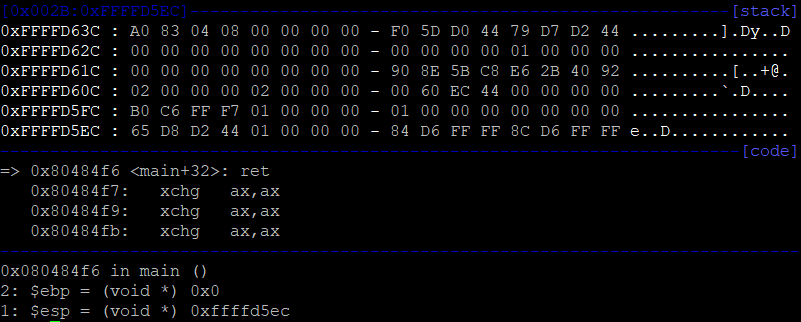 [0x002B:0xFFFFD5EC] [stack]
0xFFFFD63C : A0 83 04 08 00 00 00 00 - F0 5D D0 44 79 D7 D2 44 .........].Dy..D
0xFFFFD62C : 00 00 00 00 00 00 00 00 - 00 00 00 00 01 00 00 00 ................
0xFFFFD61C : 00 00 00 00 00 00 00 00 - 90 8E 5B C8 E6 2B 40 92 ..........[..+@.
0xFFFFD60C : 02 00 00 00 02 00 00 00 - 00 60 EC 44 00 00 00 00 .........`.D....
0xFFFFD5FC : B0 C6 FF F7 01 00 00 00 - 01 00 00 00 00 00 00 00 ................
0xFFFFD5EC : 65 D8 D2 44 01 00 00 00 - 84 D6 FF FF 8C D6 FF FF e..D............
[code]
=> 0x80484f6 <main+32>: ret
0x80484f7: xchg ax,ax
0x80484f9: xchg ax,ax
0x80484fb: xchg ax,ax
0x080484f6 in main ()
2: $ebp = (void *) 0x0
1: $esp = (void *) 0xffffd5ec